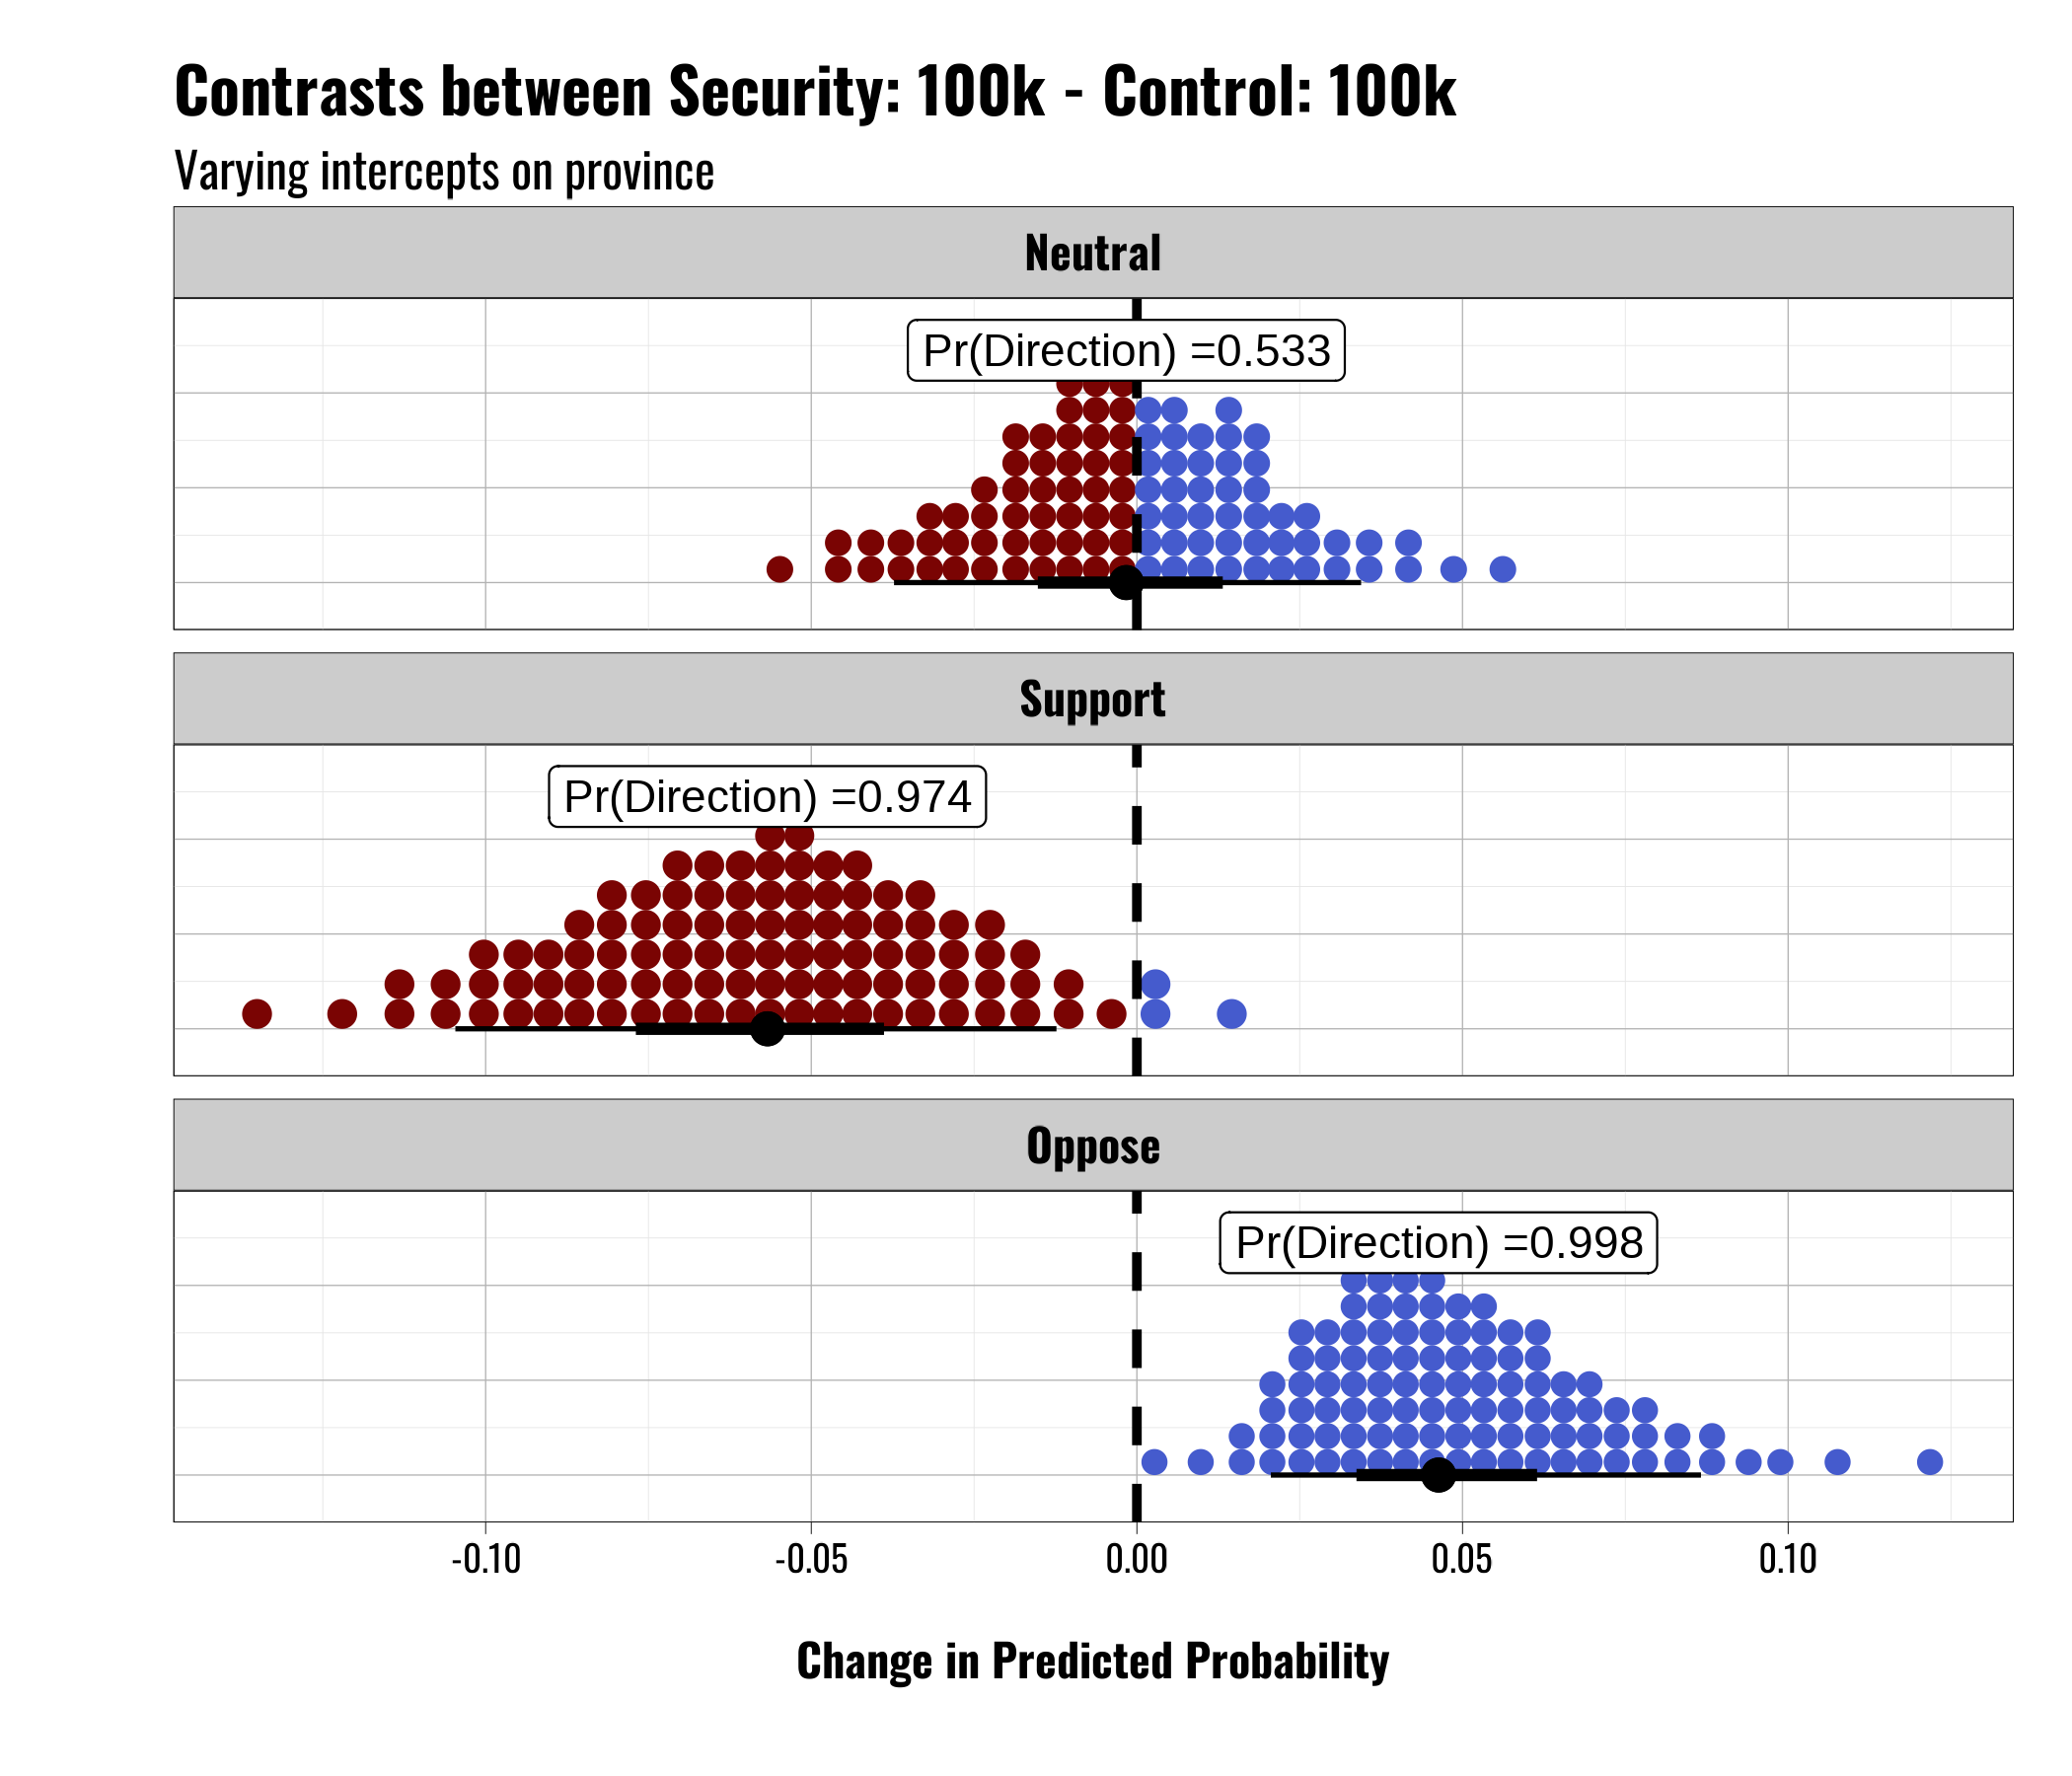 Contrasts between Security: 100k - Control: 100k
Varying intercepts on province
Neutral
Pr(Direction) =0.533
Support
Pr(Direction) =0.974
Oppose
Pr(Direction) =0.998
-0.10 -0.05 0.00 0.05 0.10
Change in Predicted Probability